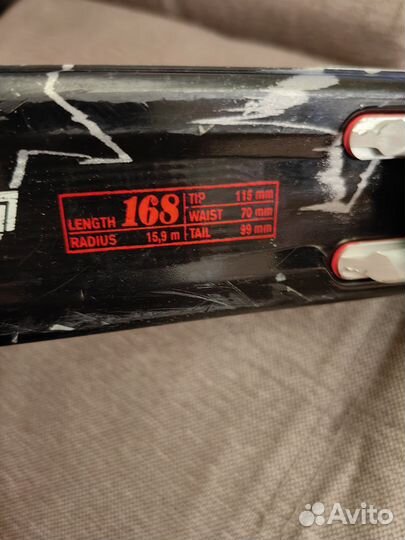 LENGTH 168 TIP 115 mm
WAIST 70 mm
RADIUS 15,9 m TAIL 99 mm
Avito